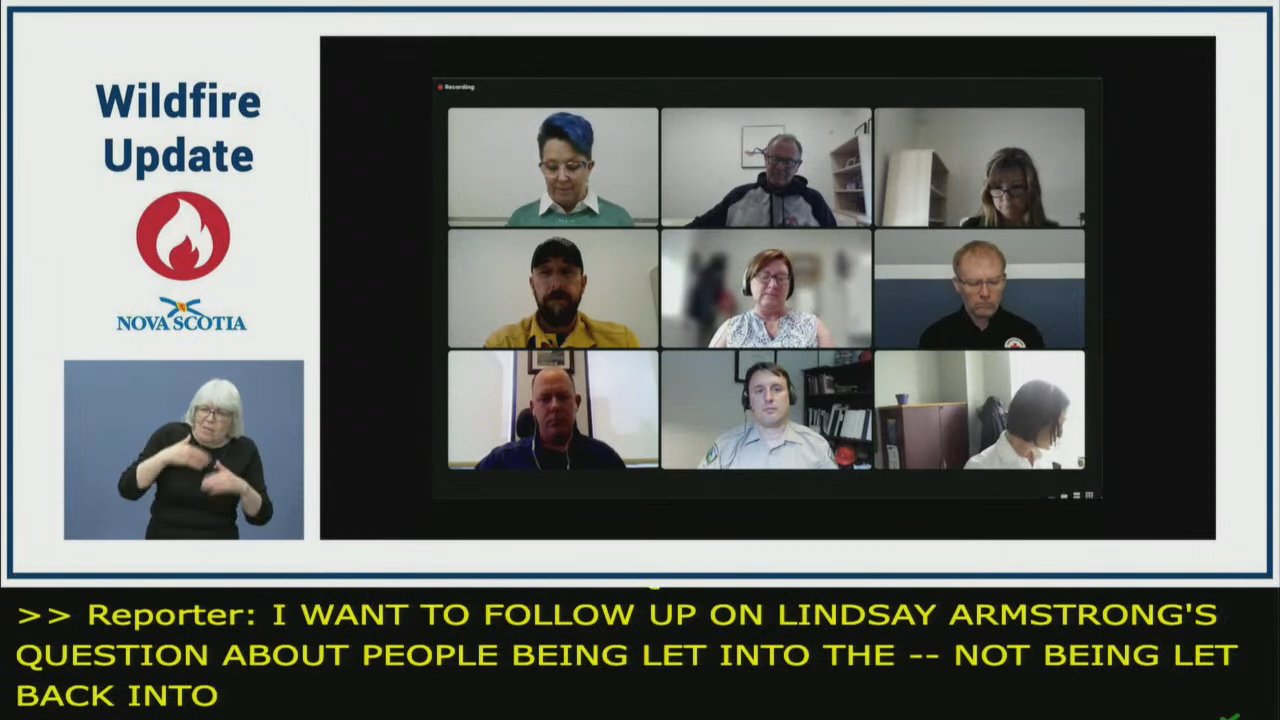 Wildfire
Update
NOVA SCOTIA
Recording
>> Reporter: I WANT TO FOLLOW UP ON LINDSAY ARMSTRONG'S
QUESTION ABOUT PEOPLE BEING LET INTO THE -- NOT BEING LET
BACK INTO